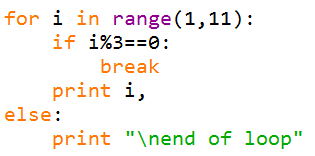 for i in range(1,11):
    if i%3==0:
        break
    print i,
else:
    print "\nend of loop"